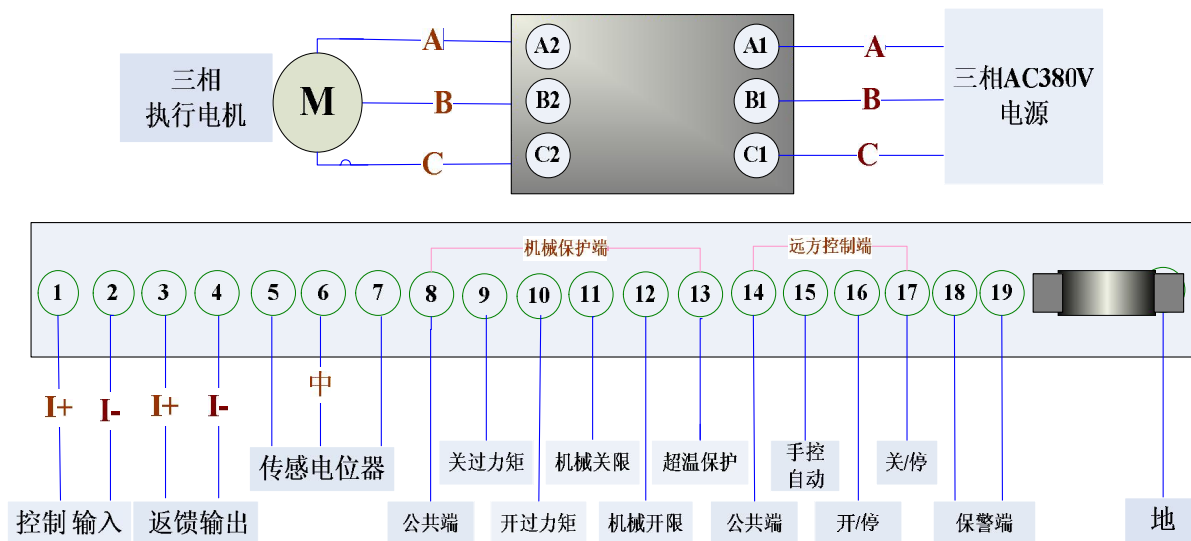 三相
执行电机
M
A
B
C
A2
B2
C2
A1
B1
C1
A
B
C
三相AC380V
电源
机械保护端
远方控制端
1
2
3
4
5
6
7
8
9
10
11
12
13
14
15
16
17
18
19
I+
I-
I+
I-
中
传感电位器
关过力矩
机械关限
超温保护
手控
自动
关/停
控制 输入
返馈输出
公共端
开过力矩
机械开限
公共端
开/停
保警端
地